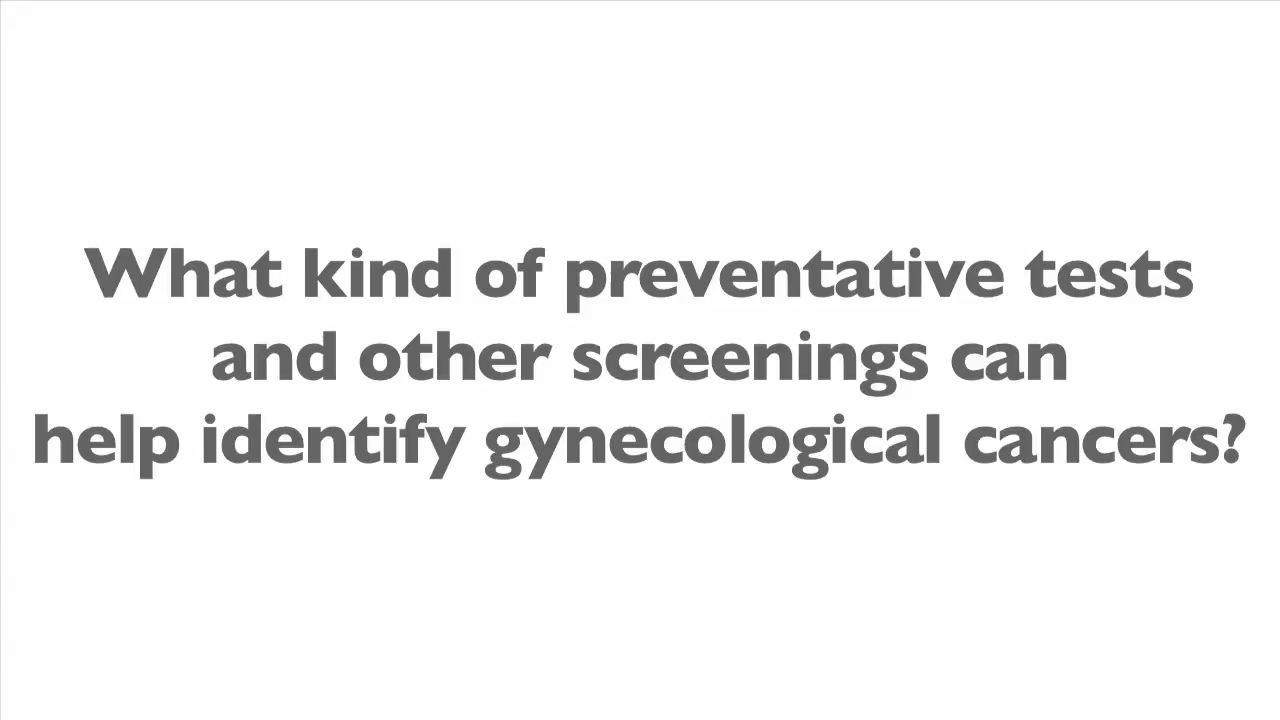 What kind of preventative tests
and other screenings can
help identify gynecological cancers?